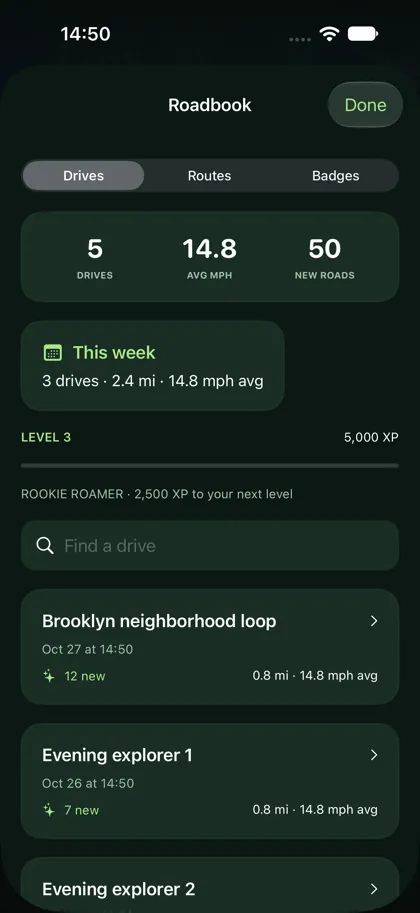 14:50
Roadbook
Done
Drives
Routes
Badges
5
14.8
50
DRIVES
AVG MPH
NEW ROADS
This week
3 drives · 2.4 mi · 14.8 mph avg
LEVEL 3
5,000 XP
ROOKIE ROAMER · 2,500 XP to your next level
Find a drive
Brooklyn neighborhood loop
Oct 27 at 14:50
12 new
0.8 mi · 14.8 mph avg
Evening explorer 1
Oct 26 at 14:50
7 new
0.8 mi · 14.8 mph avg
Evening explorer 2